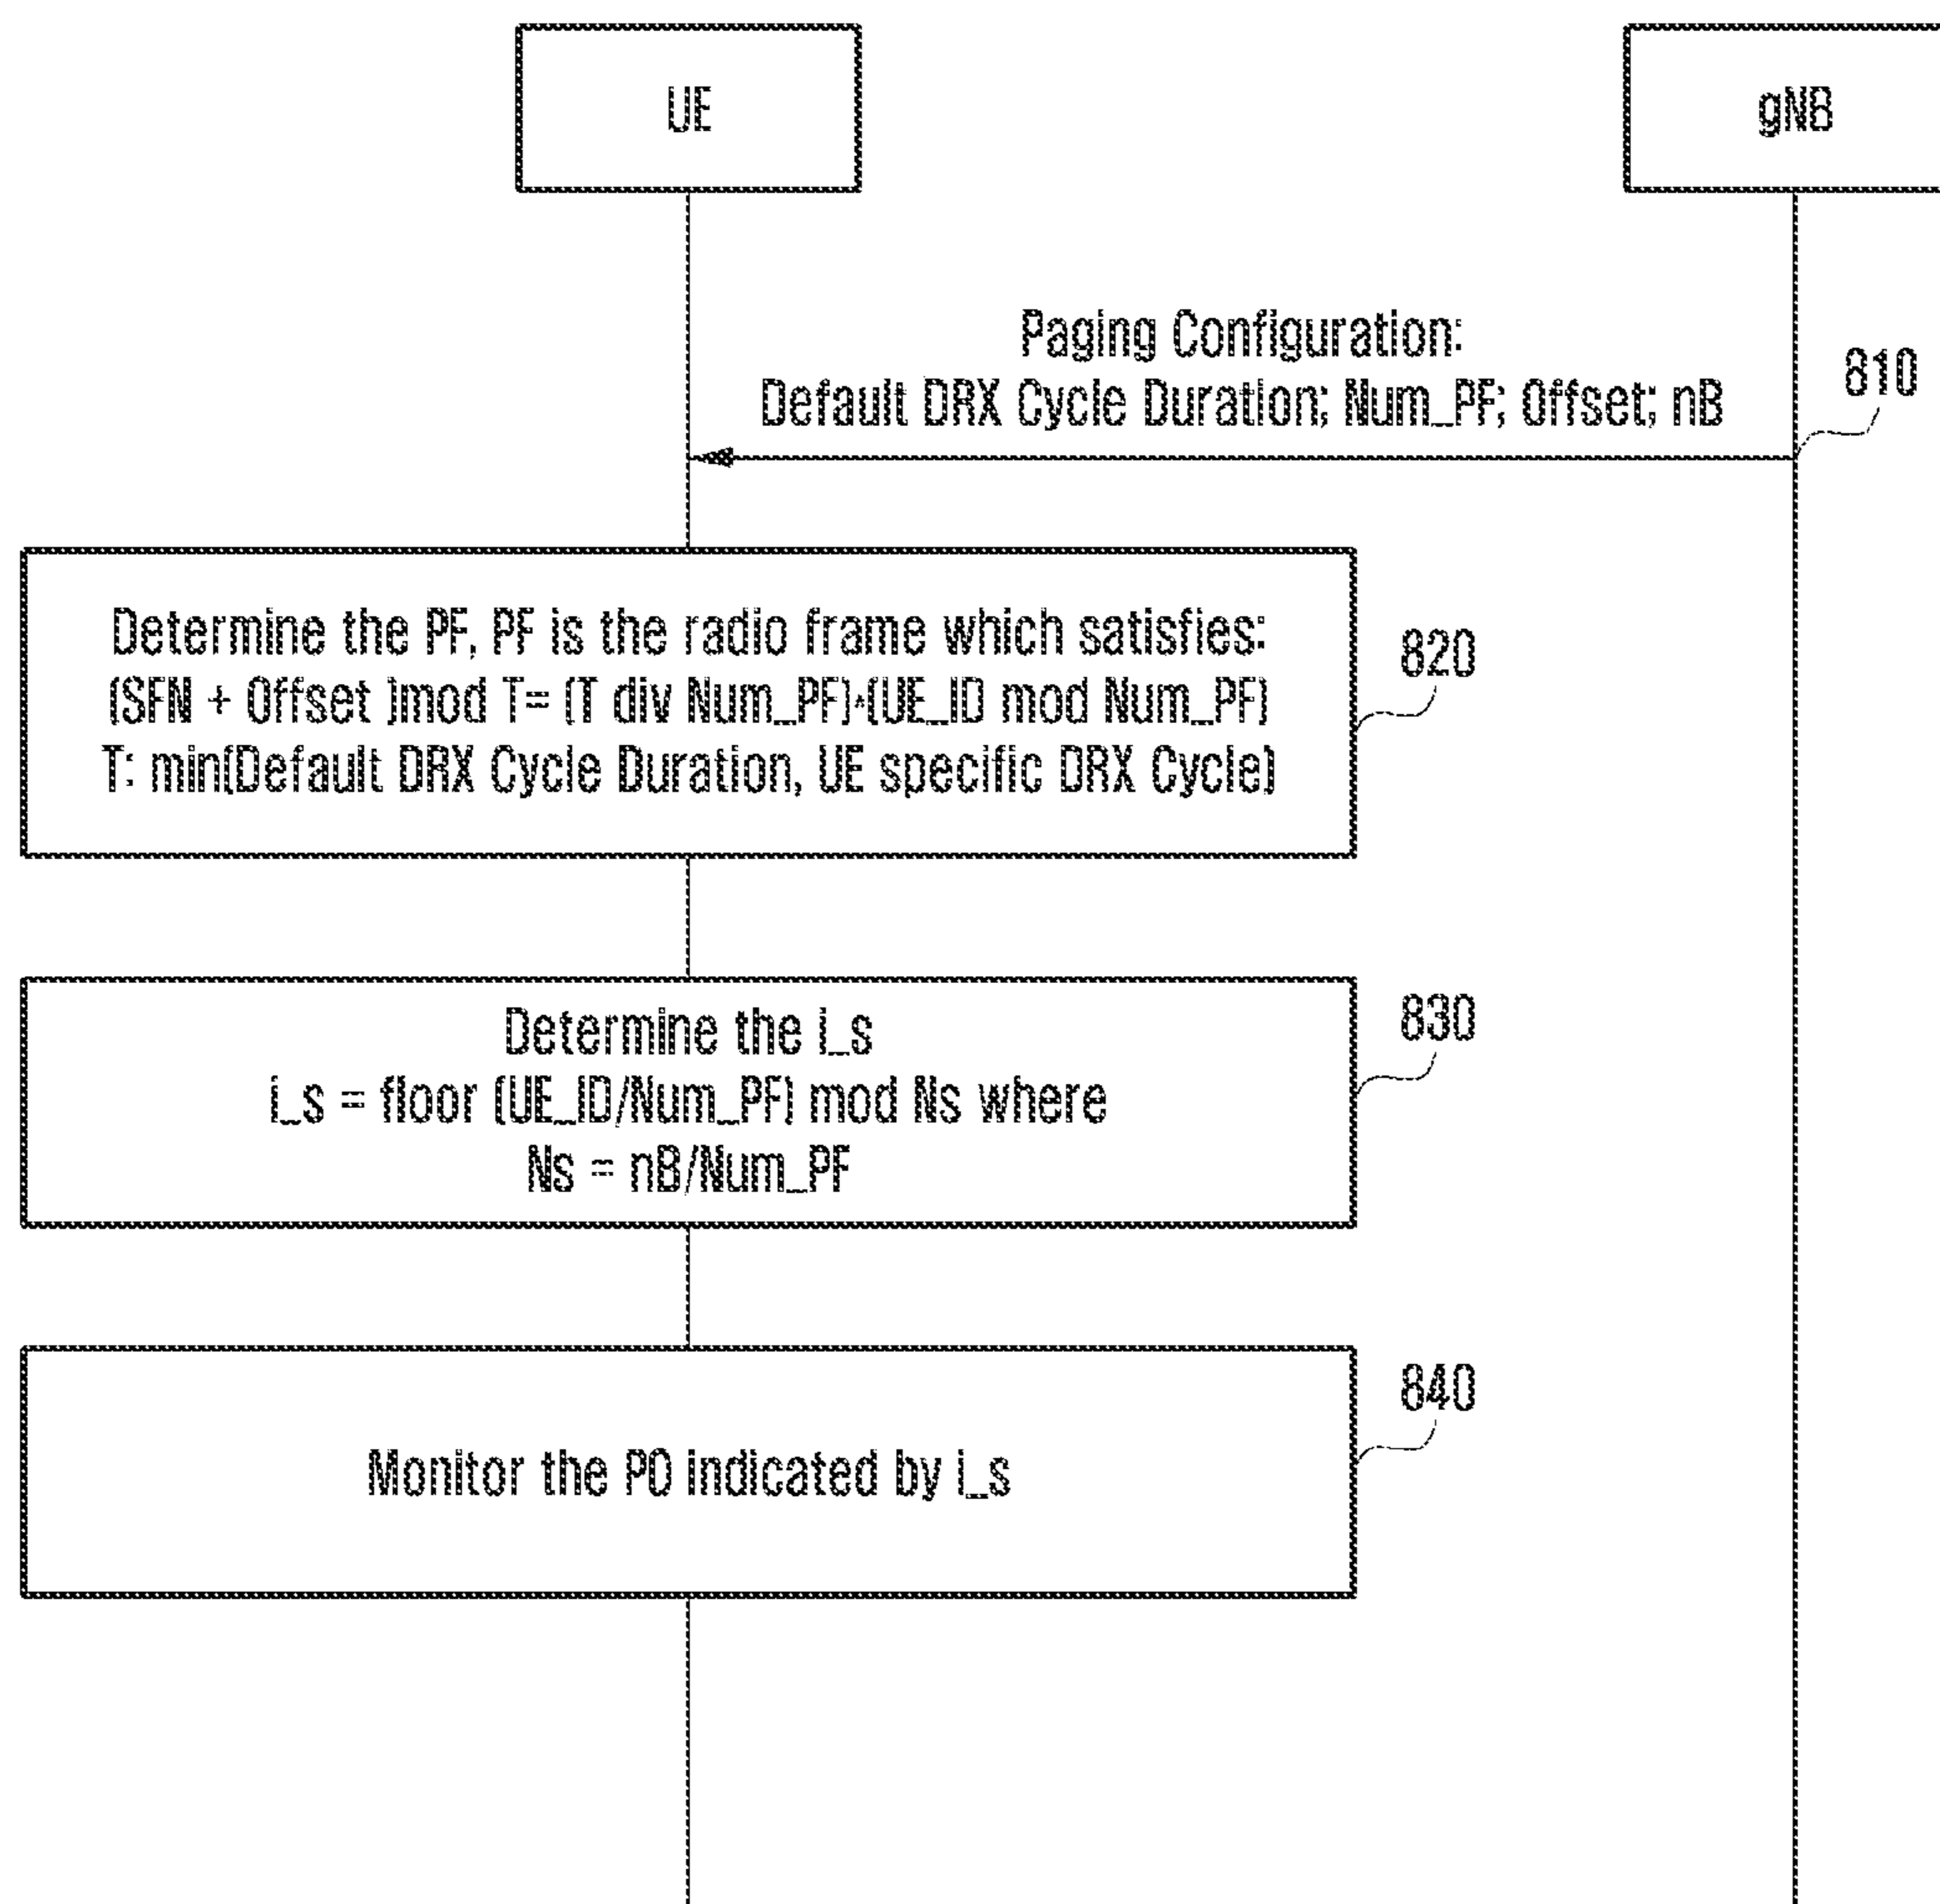 UE
gNB
Paging Configuration:
Default DRX Cycle Duration; Num_PF; Offset; nB
810
Determine the PF, PF is the radio frame which satisfies:
(SFN + Offset )mod T= (T div Num_PF)*(UE_ID mod Num_PF)
T: min(Default DRX Cycle Duration, UE specific DRX Cycle)
820
Determine the i_s
i_s = floor (UE_ID/Num_PF) mod Ns where
Ns = nB/Num_PF
830
Monitor the PO indicated by i_s
840